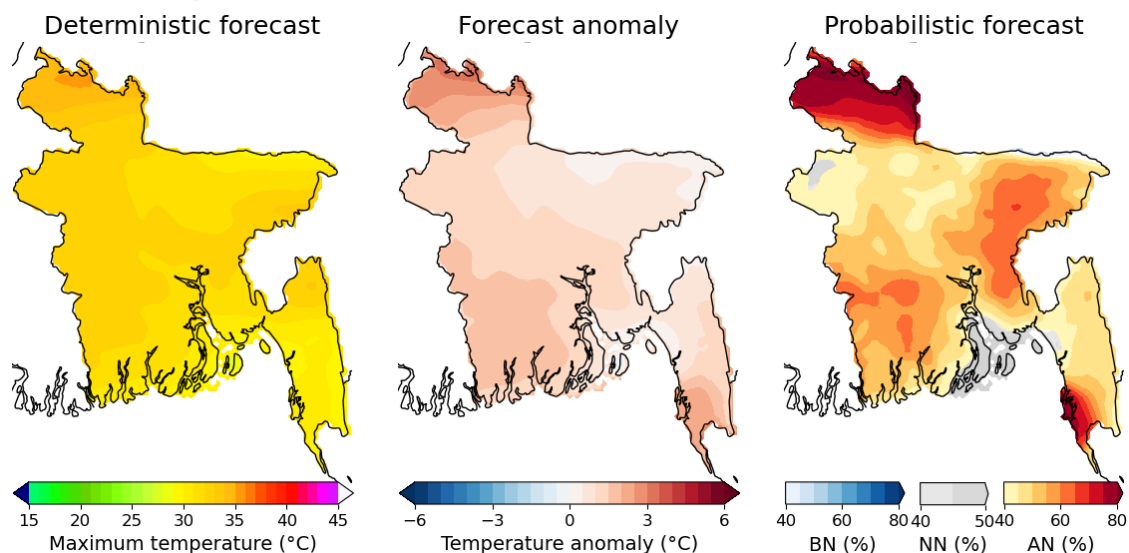 Deterministic forecast
Forecast anomaly
Probabilistic forecast
15 20 25 30 35 40 45
Maximum temperature (°C)
−6 −3 0 3 6
Temperature anomaly (°C)
40 60 80
BN (%)
40 50
NN (%)
40 60 80
AN (%)